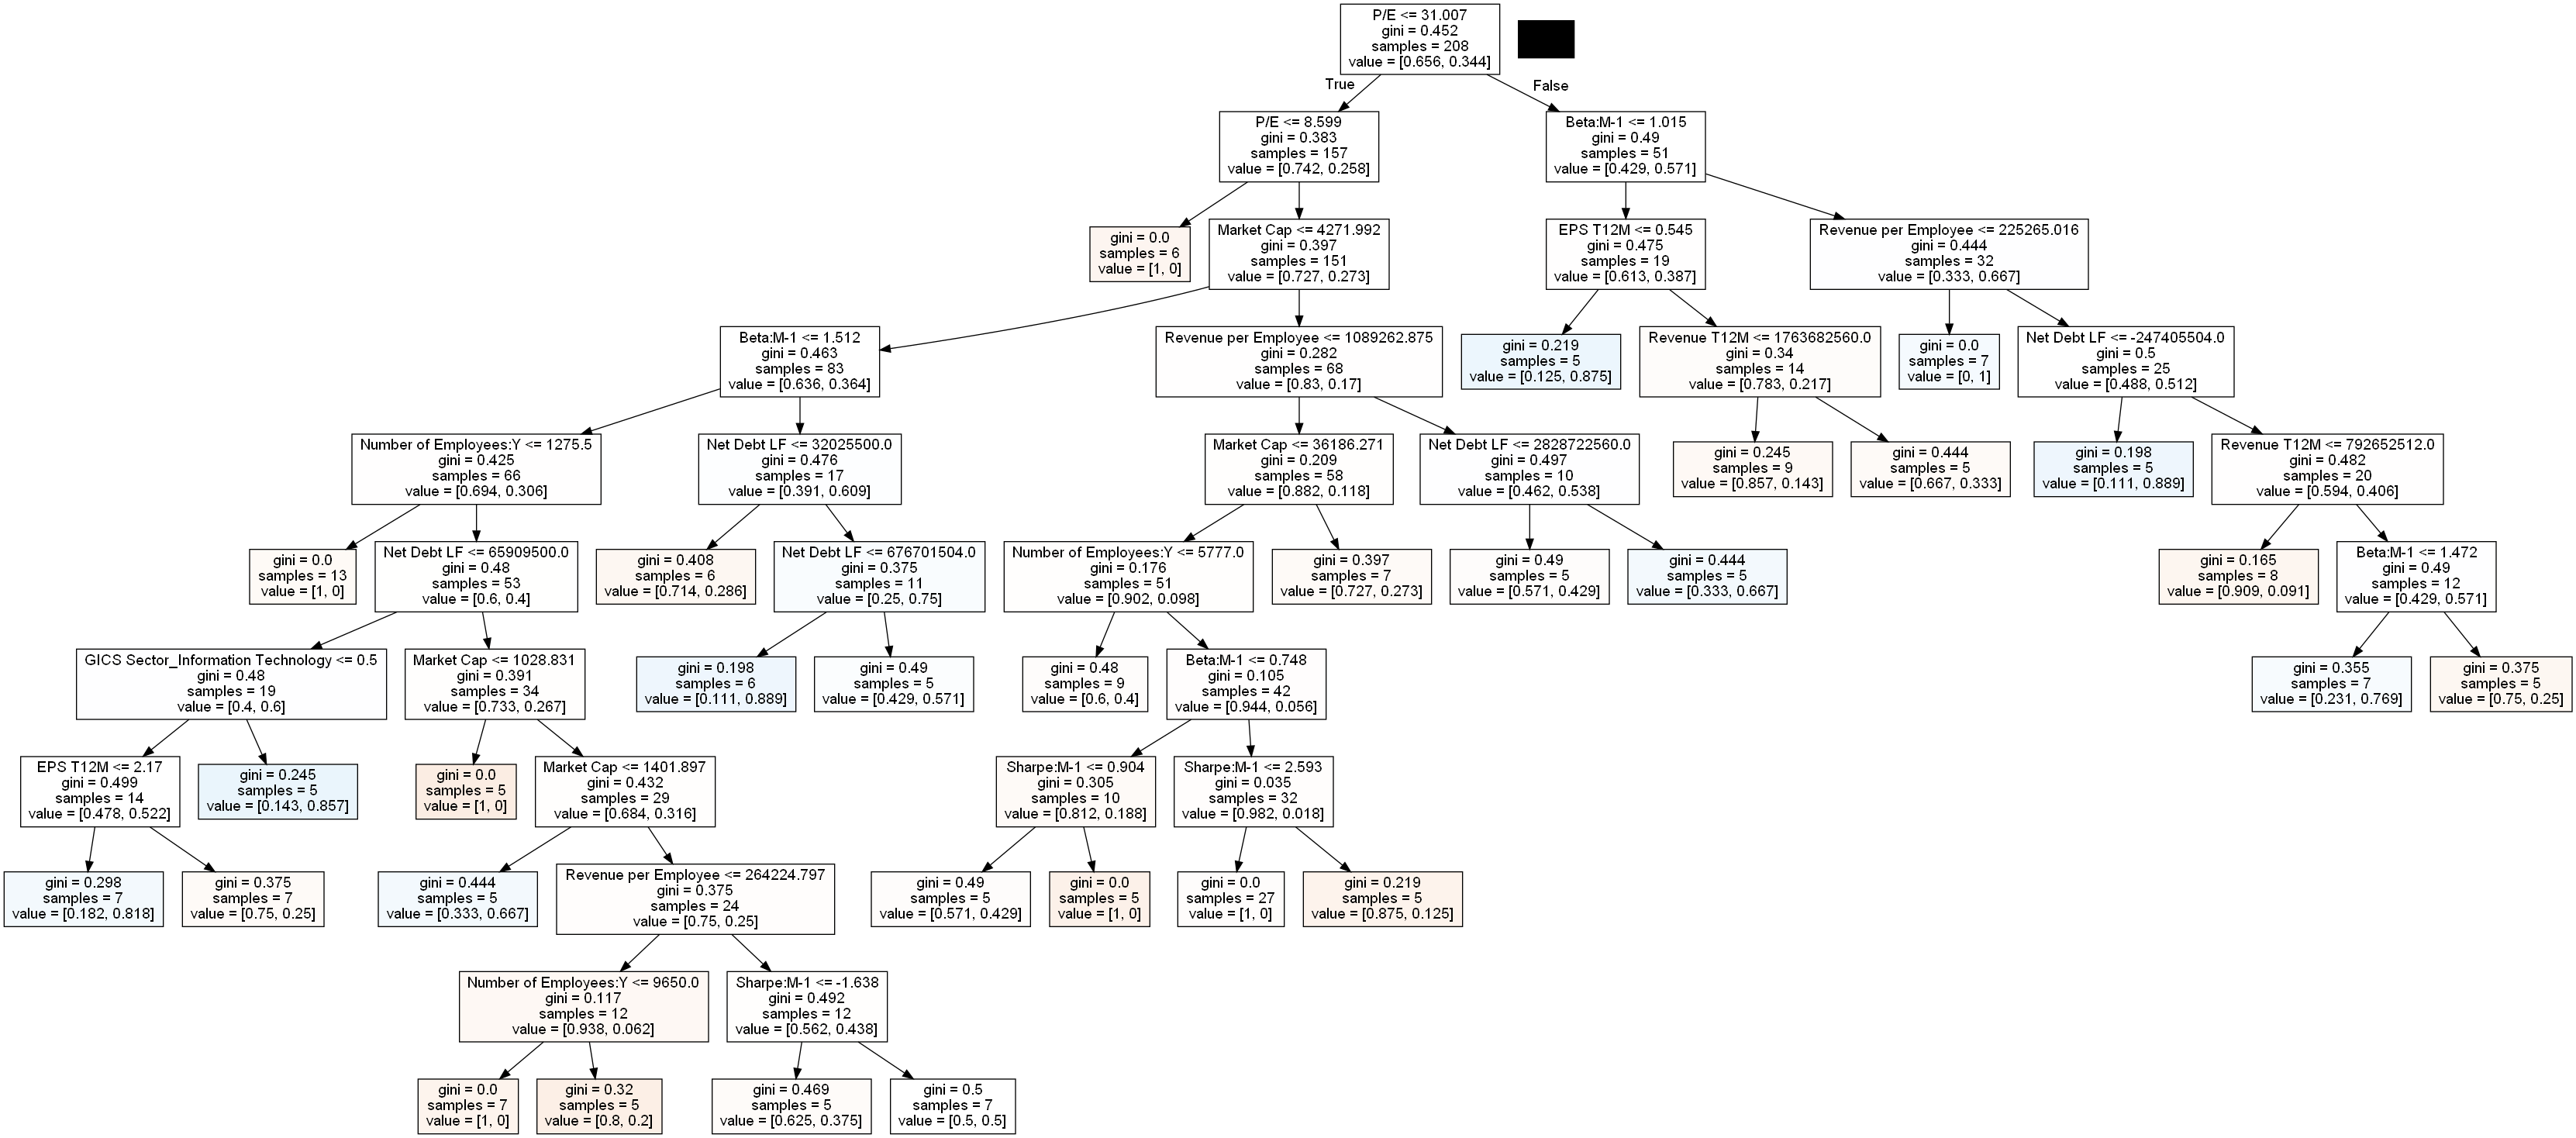 P/E <= 31.007
gini = 0.452
samples = 208
value = [0.656, 0.344]
True
False
P/E <= 8.599
gini = 0.383
samples = 157
value = [0.742, 0.258]
Beta:M-1 <= 1.015
gini = 0.49
samples = 51
value = [0.429, 0.571]
gini = 0.0
samples = 6
value = [1, 0]
Market Cap <= 4271.992
gini = 0.397
samples = 151
value = [0.727, 0.273]
EPS T12M <= 0.545
gini = 0.475
samples = 19
value = [0.613, 0.387]
Revenue per Employee <= 225265.016
gini = 0.444
samples = 32
value = [0.333, 0.667]
Beta:M-1 <= 1.512
gini = 0.463
samples = 83
value = [0.636, 0.364]
Revenue per Employee <= 1089262.875
gini = 0.282
samples = 68
value = [0.83, 0.17]
gini = 0.219
samples = 5
value = [0.125, 0.875]
Revenue T12M <= 1763682560.0
gini = 0.34
samples = 14
value = [0.783, 0.217]
gini = 0.0
samples = 7
value = [0, 1]
Net Debt LF <= -247405504.0
gini = 0.5
samples = 25
value = [0.488, 0.512]
Number of Employees:Y <= 1275.5
gini = 0.425
samples = 66
value = [0.694, 0.306]
Net Debt LF <= 32025500.0
gini = 0.476
samples = 17
value = [0.391, 0.609]
Market Cap <= 36186.271
gini = 0.209
samples = 58
value = [0.882, 0.118]
Net Debt LF <= 2828722560.0
gini = 0.497
samples = 10
value = [0.462, 0.538]
gini = 0.245
samples = 9
value = [0.857, 0.143]
gini = 0.444
samples = 5
value = [0.667, 0.333]
gini = 0.198
samples = 5
value = [0.111, 0.889]
Revenue T12M <= 792652512.0
gini = 0.482
samples = 20
value = [0.594, 0.406]
gini = 0.0
samples = 13
value = [1, 0]
Net Debt LF <= 65909500.0
gini = 0.48
samples = 53
value = [0.6, 0.4]
gini = 0.408
samples = 6
value = [0.714, 0.286]
Net Debt LF <= 676701504.0
gini = 0.375
samples = 11
value = [0.25, 0.75]
Number of Employees:Y <= 5777.0
gini = 0.176
samples = 51
value = [0.902, 0.098]
gini = 0.397
samples = 7
value = [0.727, 0.273]
gini = 0.49
samples = 5
value = [0.571, 0.429]
gini = 0.444
samples = 5
value = [0.333, 0.667]
gini = 0.165
samples = 8
value = [0.909, 0.091]
Beta:M-1 <= 1.472
gini = 0.49
samples = 12
value = [0.429, 0.571]
GICS Sector_Information Technology <= 0.5
gini = 0.48
samples = 19
value = [0.4, 0.6]
Market Cap <= 1028.831
gini = 0.391
samples = 34
value = [0.733, 0.267]
gini = 0.198
samples = 6
value = [0.111, 0.889]
gini = 0.49
samples = 5
value = [0.429, 0.571]
gini = 0.48
samples = 9
value = [0.6, 0.4]
Beta:M-1 <= 0.748
gini = 0.105
samples = 42
value = [0.944, 0.056]
gini = 0.355
samples = 7
value = [0.231, 0.769]
gini = 0.375
samples = 5
value = [0.75, 0.25]
EPS T12M <= 2.17
gini = 0.499
samples = 14
value = [0.478, 0.522]
gini = 0.245
samples = 5
value = [0.143, 0.857]
gini = 0.0
samples = 5
value = [1, 0]
Market Cap <= 1401.897
gini = 0.432
samples = 29
value = [0.684, 0.316]
Sharpe:M-1 <= 0.904
gini = 0.305
samples = 10
value = [0.812, 0.188]
Sharpe:M-1 <= 2.593
gini = 0.035
samples = 32
value = [0.982, 0.018]
gini = 0.298
samples = 7
value = [0.182, 0.818]
gini = 0.375
samples = 7
value = [0.75, 0.25]
gini = 0.444
samples = 5
value = [0.333, 0.667]
Revenue per Employee <= 264224.797
gini = 0.375
samples = 24
value = [0.75, 0.25]
gini = 0.49
samples = 5
value = [0.571, 0.429]
gini = 0.0
samples = 5
value = [1, 0]
gini = 0.0
samples = 27
value = [1, 0]
gini = 0.219
samples = 5
value = [0.875, 0.125]
Number of Employees:Y <= 9650.0
gini = 0.117
samples = 12
value = [0.938, 0.062]
Sharpe:M-1 <= -1.638
gini = 0.492
samples = 12
value = [0.562, 0.438]
gini = 0.0
samples = 7
value = [1, 0]
gini = 0.32
samples = 5
value = [0.8, 0.2]
gini = 0.469
samples = 5
value = [0.625, 0.375]
gini = 0.5
samples = 7
value = [0.5, 0.5]